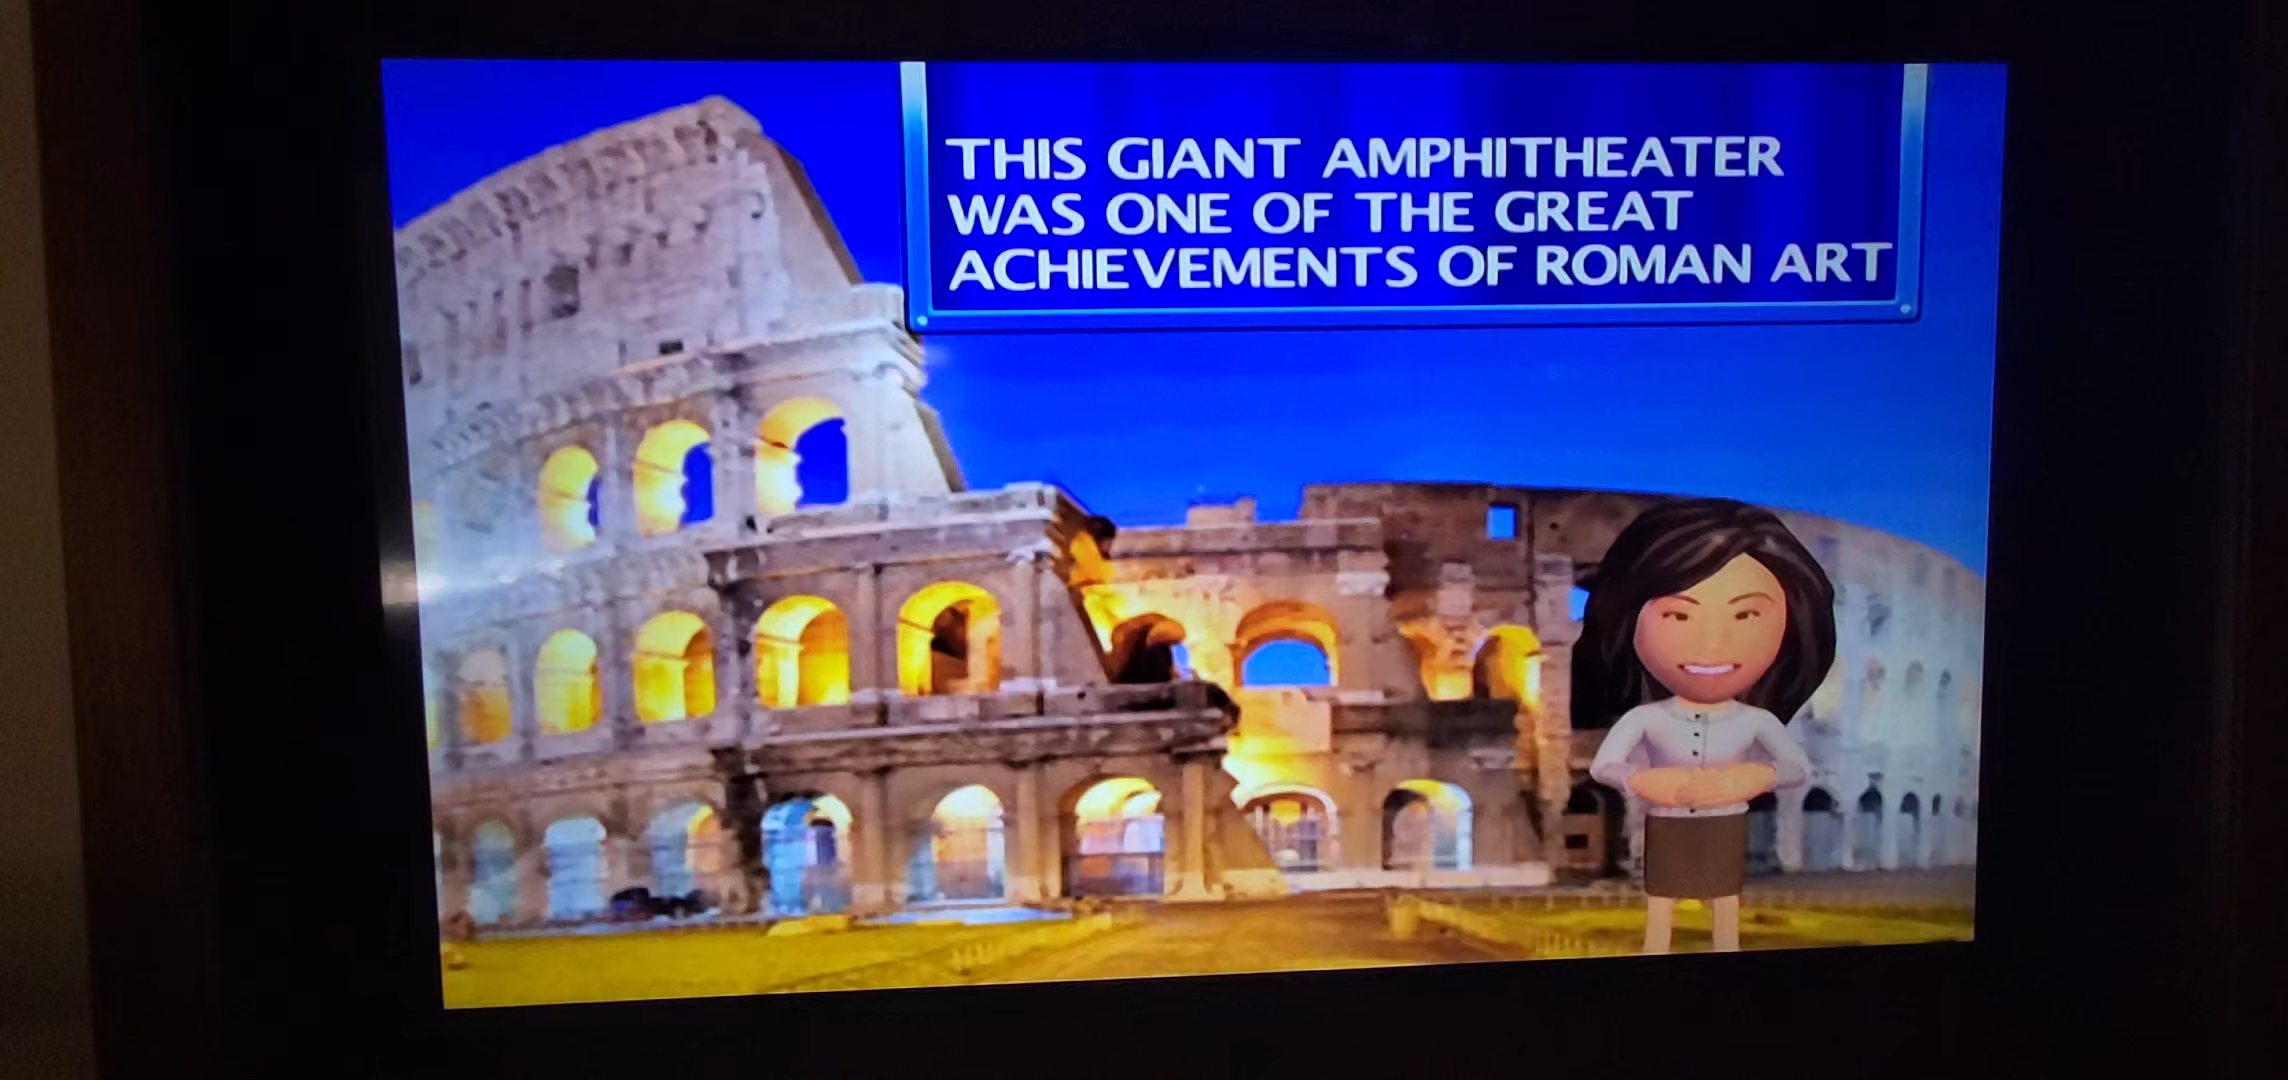 THIS GIANT AMPHITHEATER
WAS ONE OF THE GREAT
ACHIEVEMENTS OF ROMAN ART